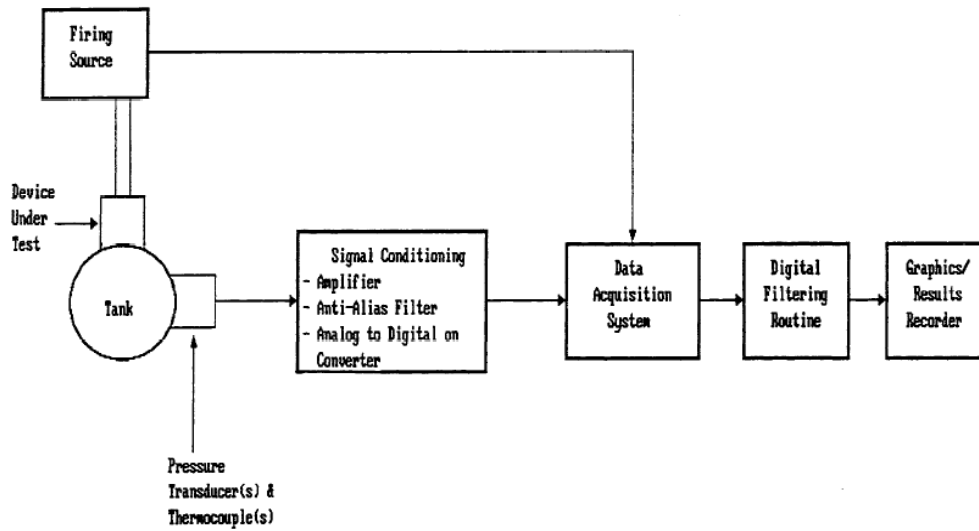 Firing
Source
Device
Under
Test
Tank
Signal Conditioning
- Amplifier
- Anti-Alias Filter
- Analog to Digital on
Converter
Data
Acquisition
System
Digital
Filtering
Routine
Graphics/
Results
Recorder
Pressure
Transducer(s) &
Thermocouple(s)